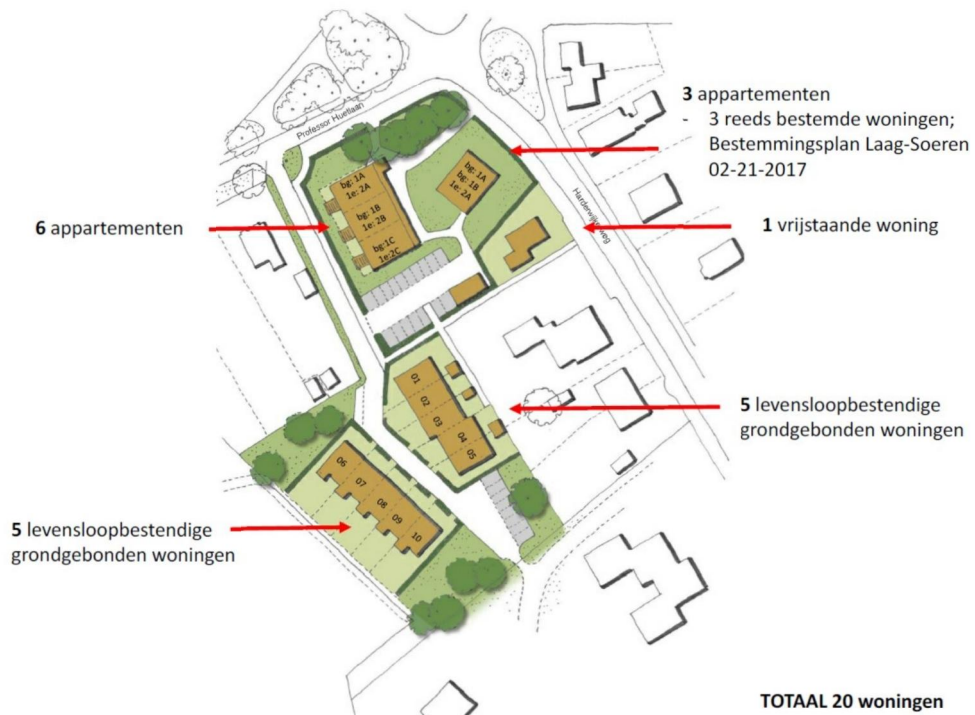 3 appartementen
- 3 reeds bestemde woningen;
Bestemmingsplan Laag-Soeren
02-21-2017
Professor Huetlaan
bg: 1A
1e: 2A
bg: 1B
1e: 2B
bg:1C
1e:2C
bg: 1A
bg: 1B
1e: 2A
Harderwijkerweg
6 appartementen
1 vrijstaande woning
01
02
03
04
05
5 levensloopbestendige
grondgebonden woningen
06
07
08
09
10
5 levensloopbestendige
grondgebonden woningen
TOTAAL 20 woningen